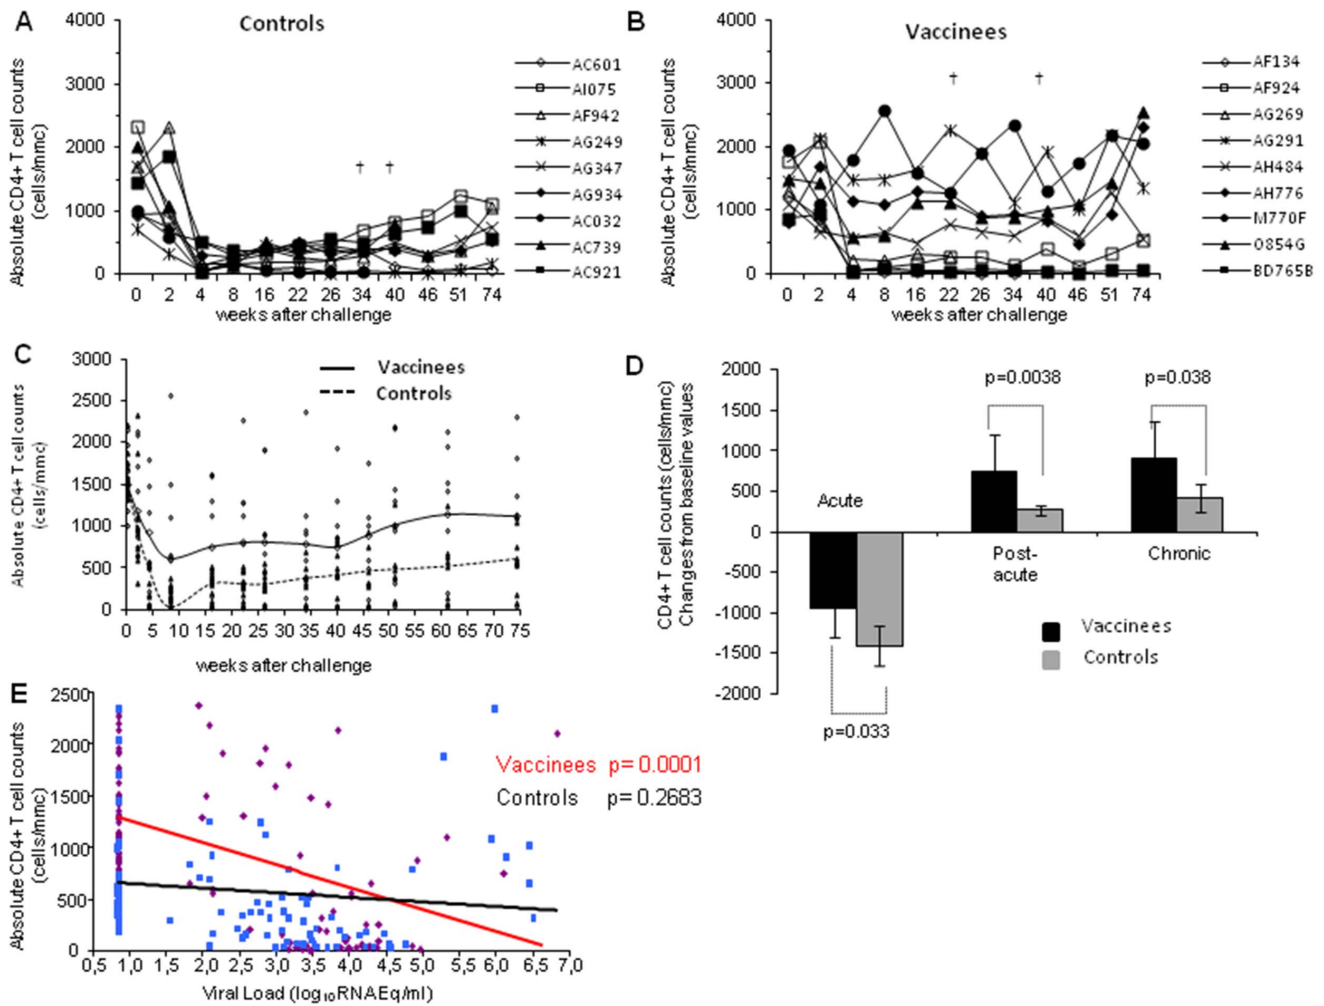 A
Controls
Absolute CD4+ T cell counts
(cells/mmc)
4000
3000
2000
1000
0
0 2 4 8 16 22 26 34 40 46 51 74
weeks after challenge
† †
AC601
AI075
AF942
AG249
AG347
AG934
AC032
AC739
AC921
B
Vaccinees
Absolute CD4+ T cell counts
(cells/mmc)
4000
3000
2000
1000
0
0 2 4 8 16 22 26 34 40 46 51 74
weeks after challenge
† †
AF134
AF924
AG269
AG291
AH484
AH776
M770F
O854G
BD765B
C
Absolute CD4+ T cell counts
(cells/mmc)
3000
2500
2000
1500
1000
500
0
0 5 10 15 20 25 30 35 40 45 50 55 60 65 70 75
weeks after challenge
Vaccinees
Controls
D
CD4+ T cell counts (cells/mmc)
Changes from baseline values
2000
1500
1000
500
0
-500
-1000
-1500
-2000
p=0.0038
p=0.038
Acute
Post-
acute
Chronic
p=0.033
Vaccinees
Controls
E
Absolute CD4+ T cell counts
(cells/mmc)
2500
2000
1500
1000
500
0
0,5 1,0 1,5 2,0 2,5 3,0 3,5 4,0 4,5 5,0 5,5 6,0 6,5 7,0
Viral Load (log₁₀RNAEq/ml)
Vaccinees p= 0.0001
Controls p= 0.2683